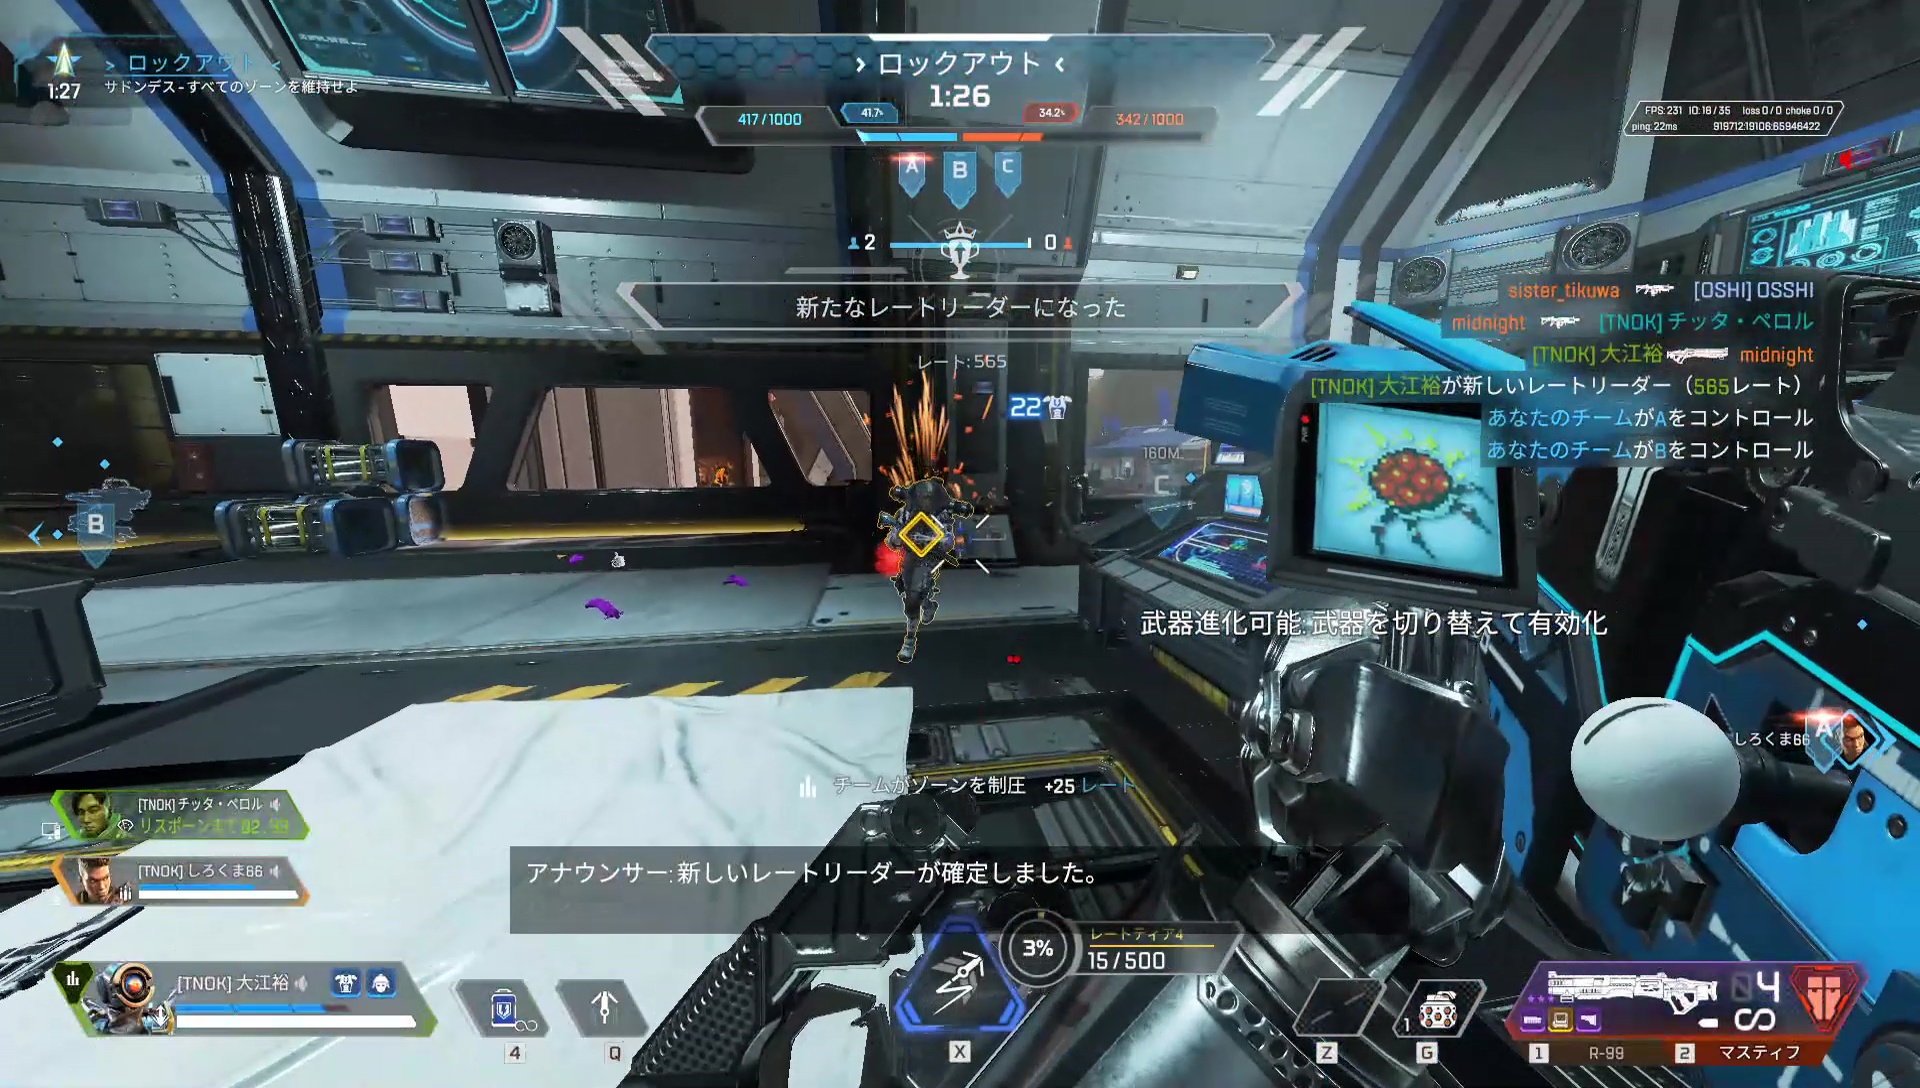 > ロックアウト <
1:27
サドンデス-すべてのゾーンを維持せよ
› ロックアウト ‹
1:26
417/1000
41.7%
34.2%
342/1000
A B C
2
0
FPS:231 IO:18/35 loss0/0 choke0/0
ping:22ms 919712:19106:65946422
新たなレートリーダーになった
レート:565
22
sister_tikuwa [OSHI] OSSHI
midnight [TNOK]チッタ・ペロル
[TNOK]大江裕 midnight
[TNOK]大江裕が新しいレートリーダー（565レート）
あなたのチームがAをコントロール
あなたのチームがBをコントロール
160M
C
B
武器進化可能:武器を切り替えて有効化
A
しろくま66
チームがゾーンを制圧 +25 レート
アナウンサー:新しいレートリーダーが確定しました。
[TNOK]チッタ・ペロル
[TNOK]しろくま66
[TNOK]大江裕
4
Q
X
3%
レートティア4
15/500
Z
1
G
04
1 R-99
2 マスティフ